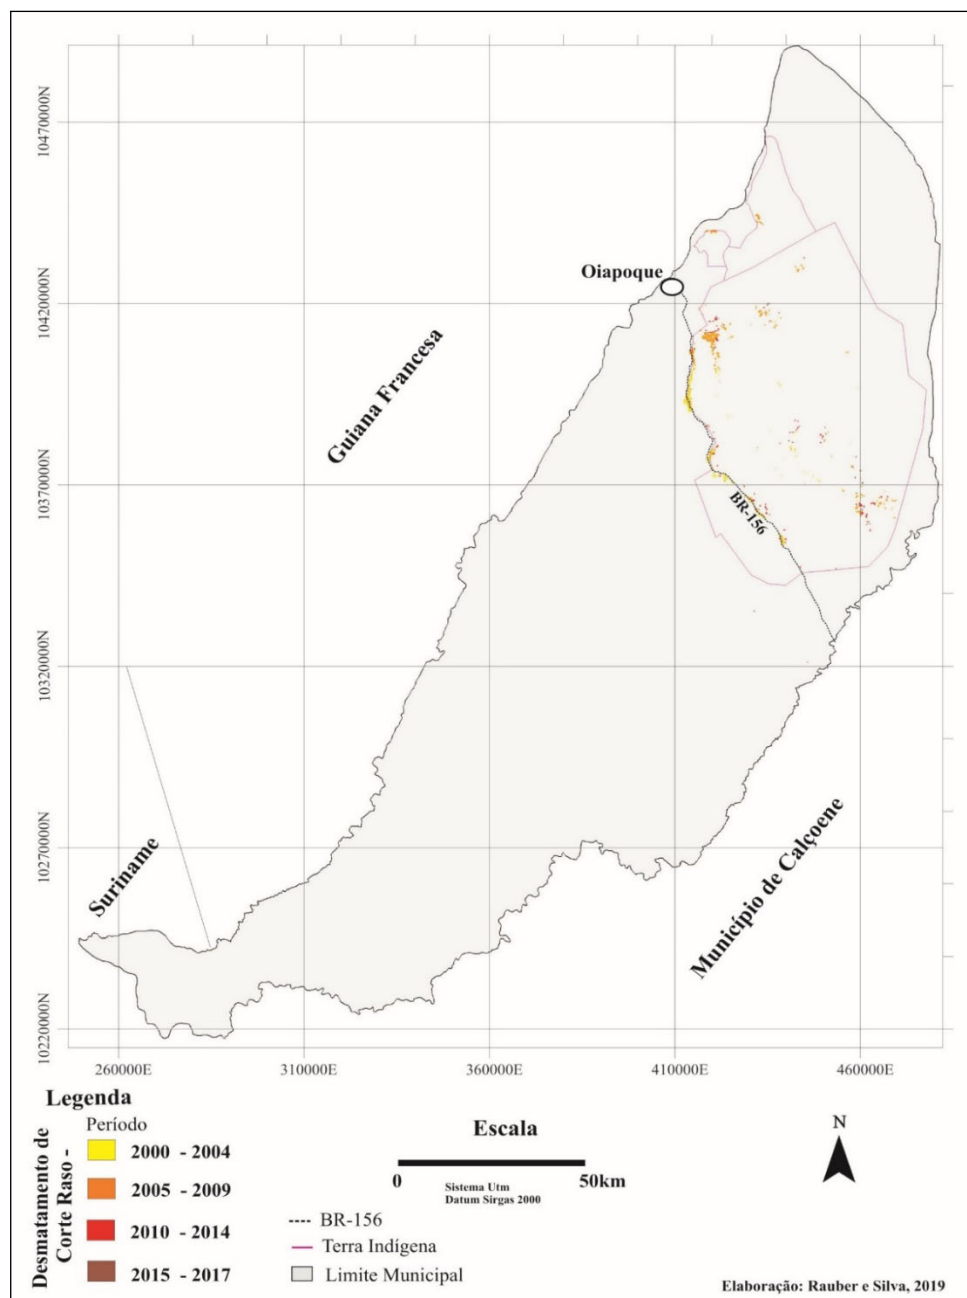 10470000N
Oiapoque
10420000N
Guiana Francesa
10370000N
BR-156
10320000N
10270000N
Suriname
Município de Calçoene
10220000N
260000E 310000E 360000E 410000E 460000E
Legenda
Desmatamento de
Corte Raso -
Período
2000 - 2004
2005 - 2009
2010 - 2014
2015 - 2017
Escala
0 50km
Sistema Utm
Datum Sirgas 2000
BR-156
Terra Indígena
Limite Municipal
N
Elaboração: Rauber e Silva, 2019